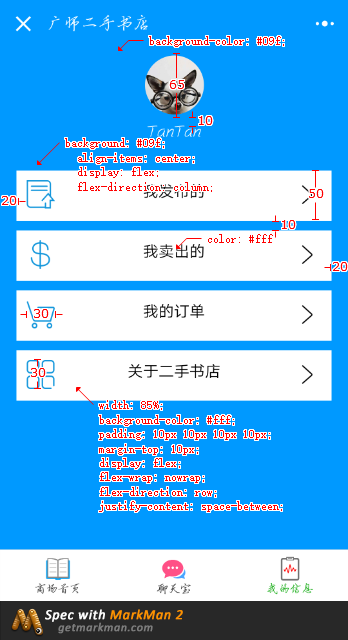 广师二手书店
background-color: #09f;
65
10
TanTan
background: #09f;
align-items: center;
display: flex;
flex-direction: column;
我发布的
20
50
10
color: #fff
我卖出的
20
30
我的订单
30
关于二手书店
width: 85%;
background-color: #fff;
padding: 10px 10px 10px 10px;
margin-top: 10px;
display: flex;
flex-wrap: nowrap;
flex-direction: row;
justify-content: space-between;
商场首页
聊天室
我的信息
Spec with MarkMan 2
getmarkman.com